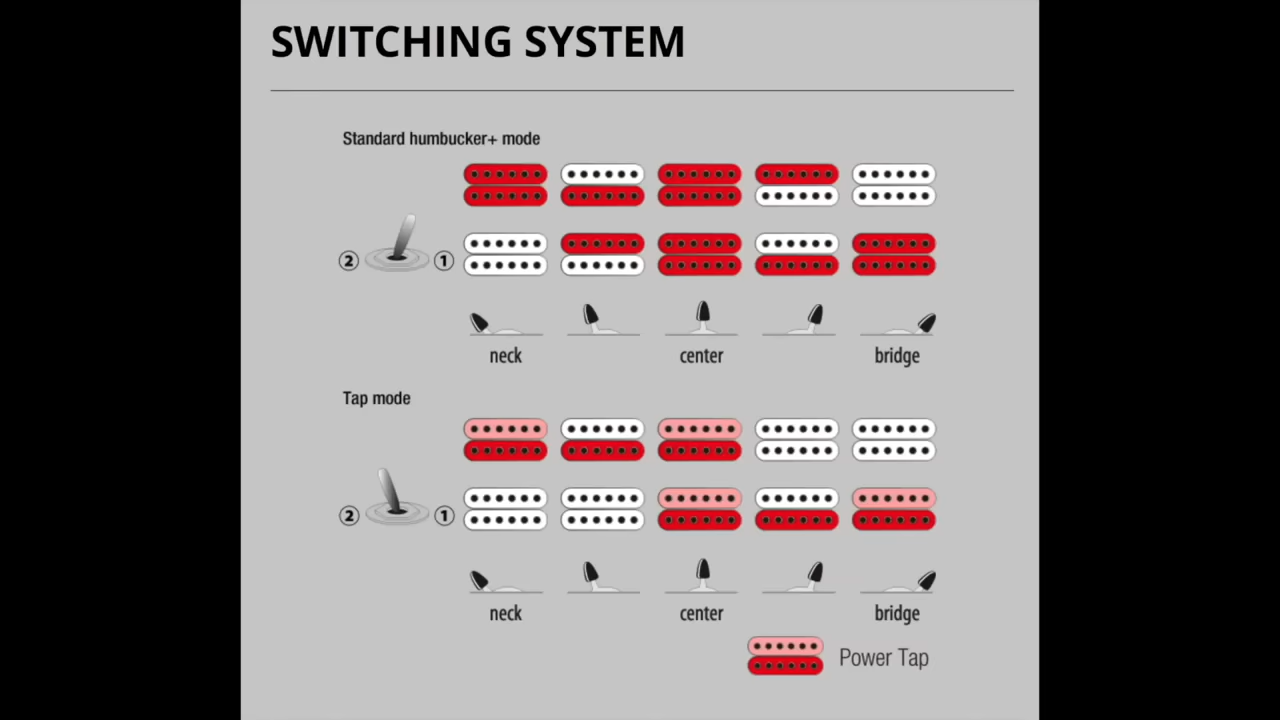 SWITCHING SYSTEM
Standard humbucker+ mode
② ①
neck center bridge
Tap mode
② ①
neck center bridge
Power Tap